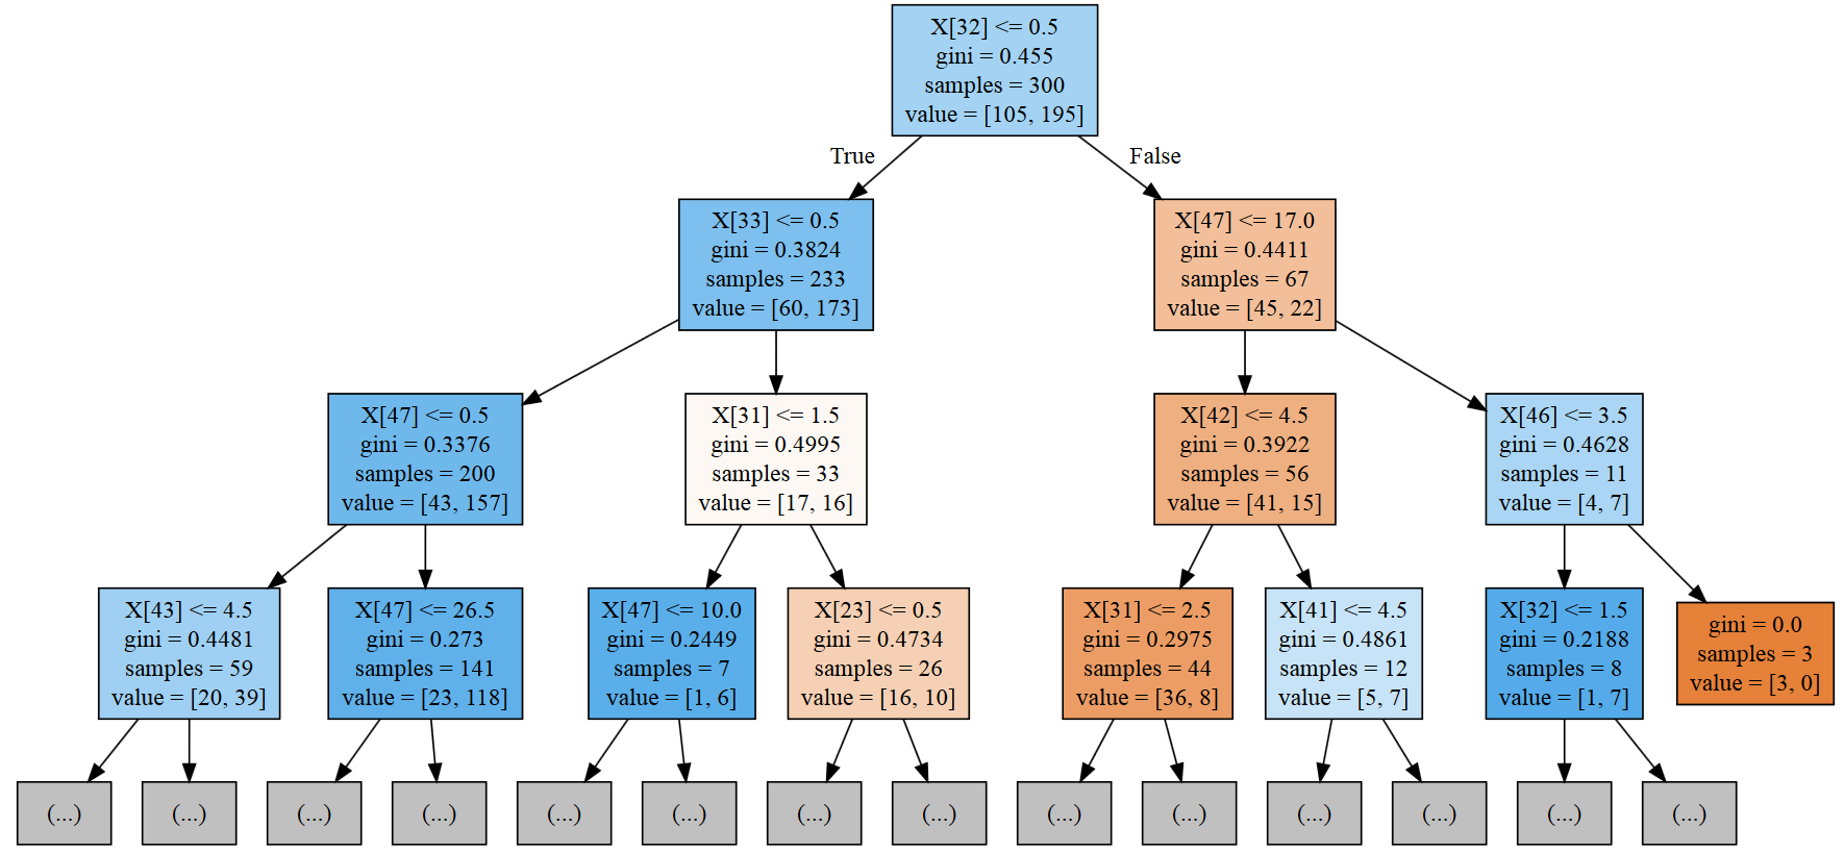 X[32] <= 0.5
gini = 0.455
samples = 300
value = [105, 195]
True
False
X[33] <= 0.5
gini = 0.3824
samples = 233
value = [60, 173]
X[47] <= 17.0
gini = 0.4411
samples = 67
value = [45, 22]
X[47] <= 0.5
gini = 0.3376
samples = 200
value = [43, 157]
X[31] <= 1.5
gini = 0.4995
samples = 33
value = [17, 16]
X[42] <= 4.5
gini = 0.3922
samples = 56
value = [41, 15]
X[46] <= 3.5
gini = 0.4628
samples = 11
value = [4, 7]
X[43] <= 4.5
gini = 0.4481
samples = 59
value = [20, 39]
X[47] <= 26.5
gini = 0.273
samples = 141
value = [23, 118]
X[47] <= 10.0
gini = 0.2449
samples = 7
value = [1, 6]
X[23] <= 0.5
gini = 0.4734
samples = 26
value = [16, 10]
X[31] <= 2.5
gini = 0.2975
samples = 44
value = [36, 8]
X[41] <= 4.5
gini = 0.4861
samples = 12
value = [5, 7]
X[32] <= 1.5
gini = 0.2188
samples = 8
value = [1, 7]
gini = 0.0
samples = 3
value = [3, 0]
(...)
(...)
(...)
(...)
(...)
(...)
(...)
(...)
(...)
(...)
(...)
(...)
(...)
(...)